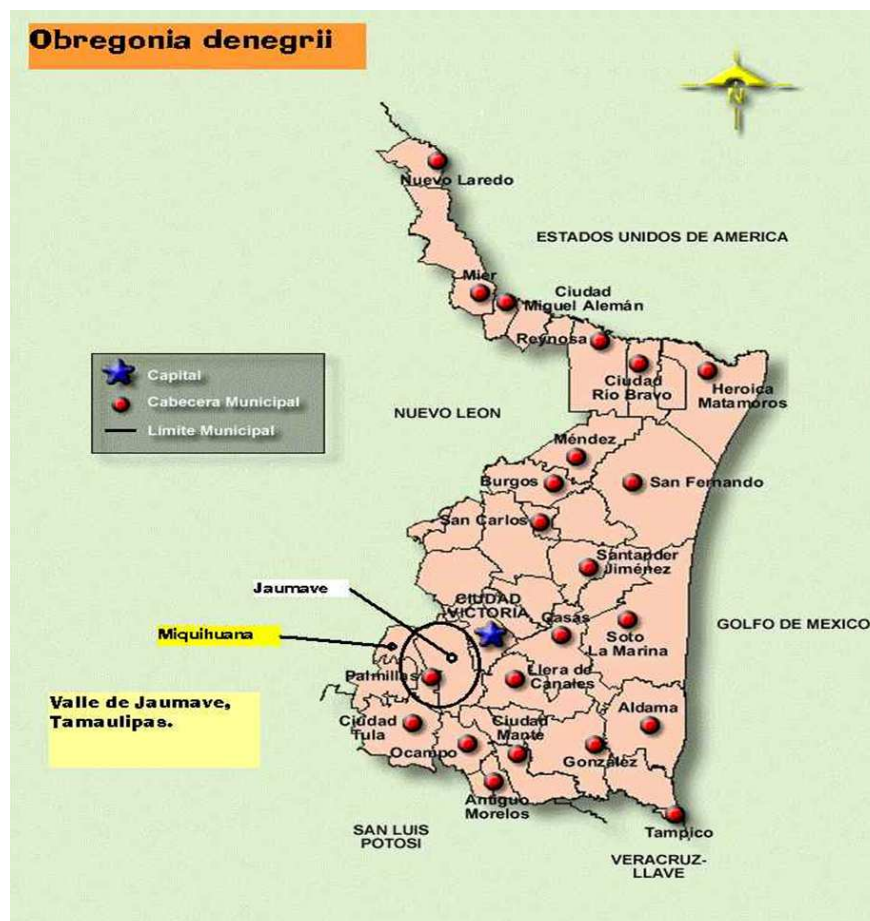 Obregonia denegrii
N
Nuevo Laredo
ESTADOS UNIDOS DE AMERICA
Mier
Ciudad
Miguel Alemán
Reynosa
Capital
Cabecera Municipal
Limite Municipal
Ciudad
Río Bravo
Heroica
Matamoros
NUEVO LEON
Méndez
Burgos
San Fernando
San Carlos
Santander
Jiménez
Jaumave
CIUDAD
VICTORIA
Casas
Soto
La Marina
GOLFO DE MEXICO
Miquihuana
Palmillas
Llera de
Canales
Valle de Jaumave,
Tamaulipas.
Ciudad
Tula
Ciudad
Mante
Aldama
Ocampo
González
Antiguo
Morelos
SAN LUIS
POTOSI
Tampico
VERACRUZ-
LLAVE